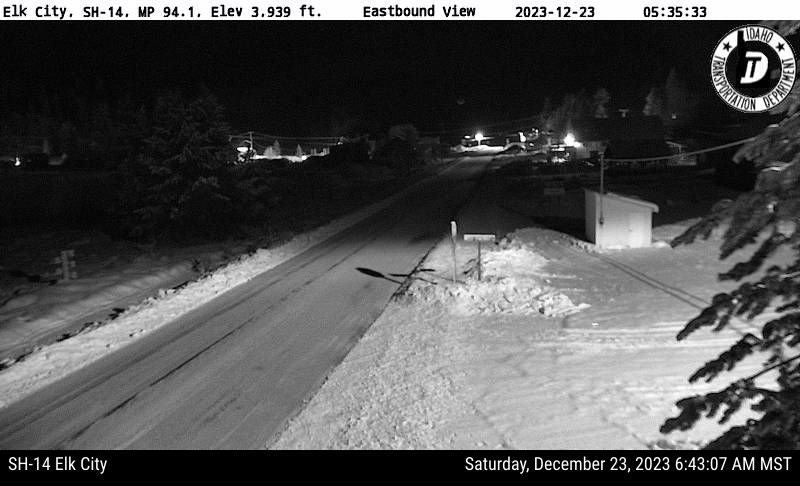 Elk City, SH-14, MP 94.1, Elev 3,939 ft. Eastbound View 2023-12-23 05:35:33
IDAHO
TRANSPORTATION DEPARTMENT
SH-14 Elk City Saturday, December 23, 2023 6:43:07 AM MST